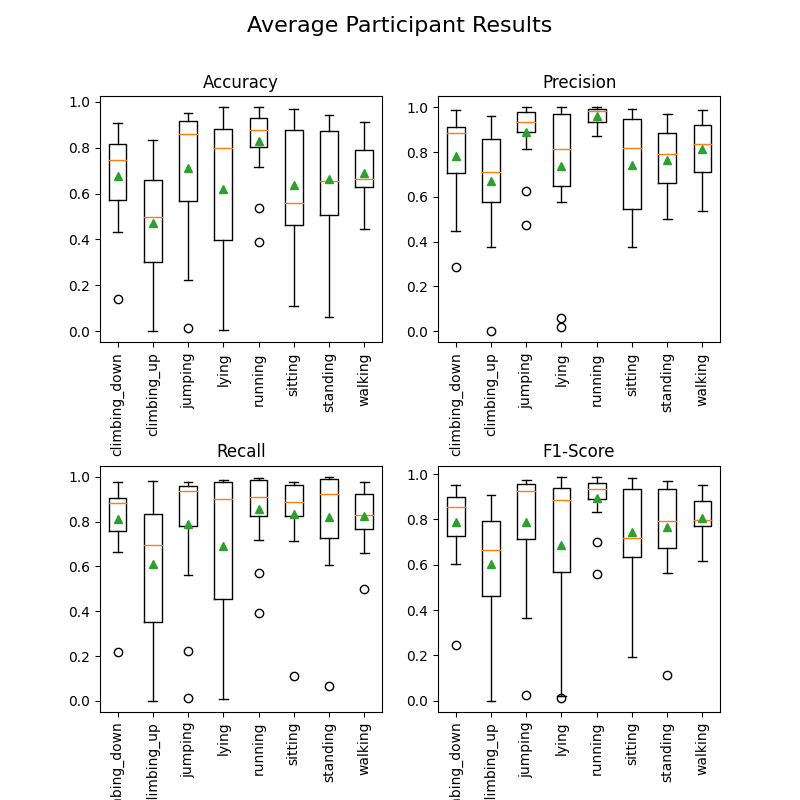 Average Participant Results
Accuracy
1.0
0.8
0.6
0.4
0.2
0.0
climbing_down
climbing_up
jumping
lying
running
sitting
standing
walking
Precision
1.0
0.8
0.6
0.4
0.2
0.0
climbing_down
climbing_up
jumping
lying
running
sitting
standing
walking
Recall
1.0
0.8
0.6
0.4
0.2
0.0
nbing_down
limbing_up
jumping
lying
running
sitting
standing
walking
F1-Score
1.0
0.8
0.6
0.4
0.2
0.0
nbing_down
limbing_up
jumping
lying
running
sitting
standing
walking